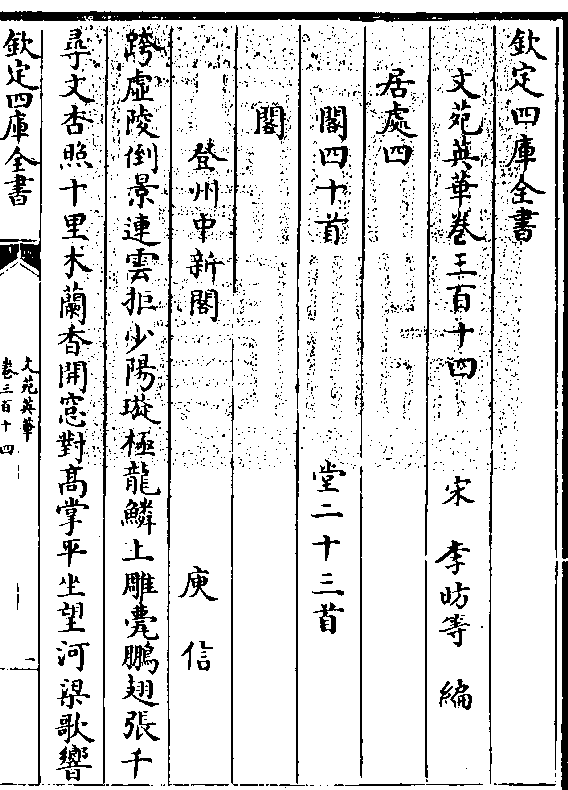 欽定四庫全書
文苑英華卷三百十四
宋 李昉等 編
居處四
閣四十首 堂二十三首
閣
登州中新閣 庾信
跨虛陵倒景連雲拒少陽璇極龍鱗上雕甍鵬翅張千
尋文杏照十里木蘭香開窓對髙掌平坐望河梁歌響
欽定四庫全書
文苑英華
卷三百十四
一